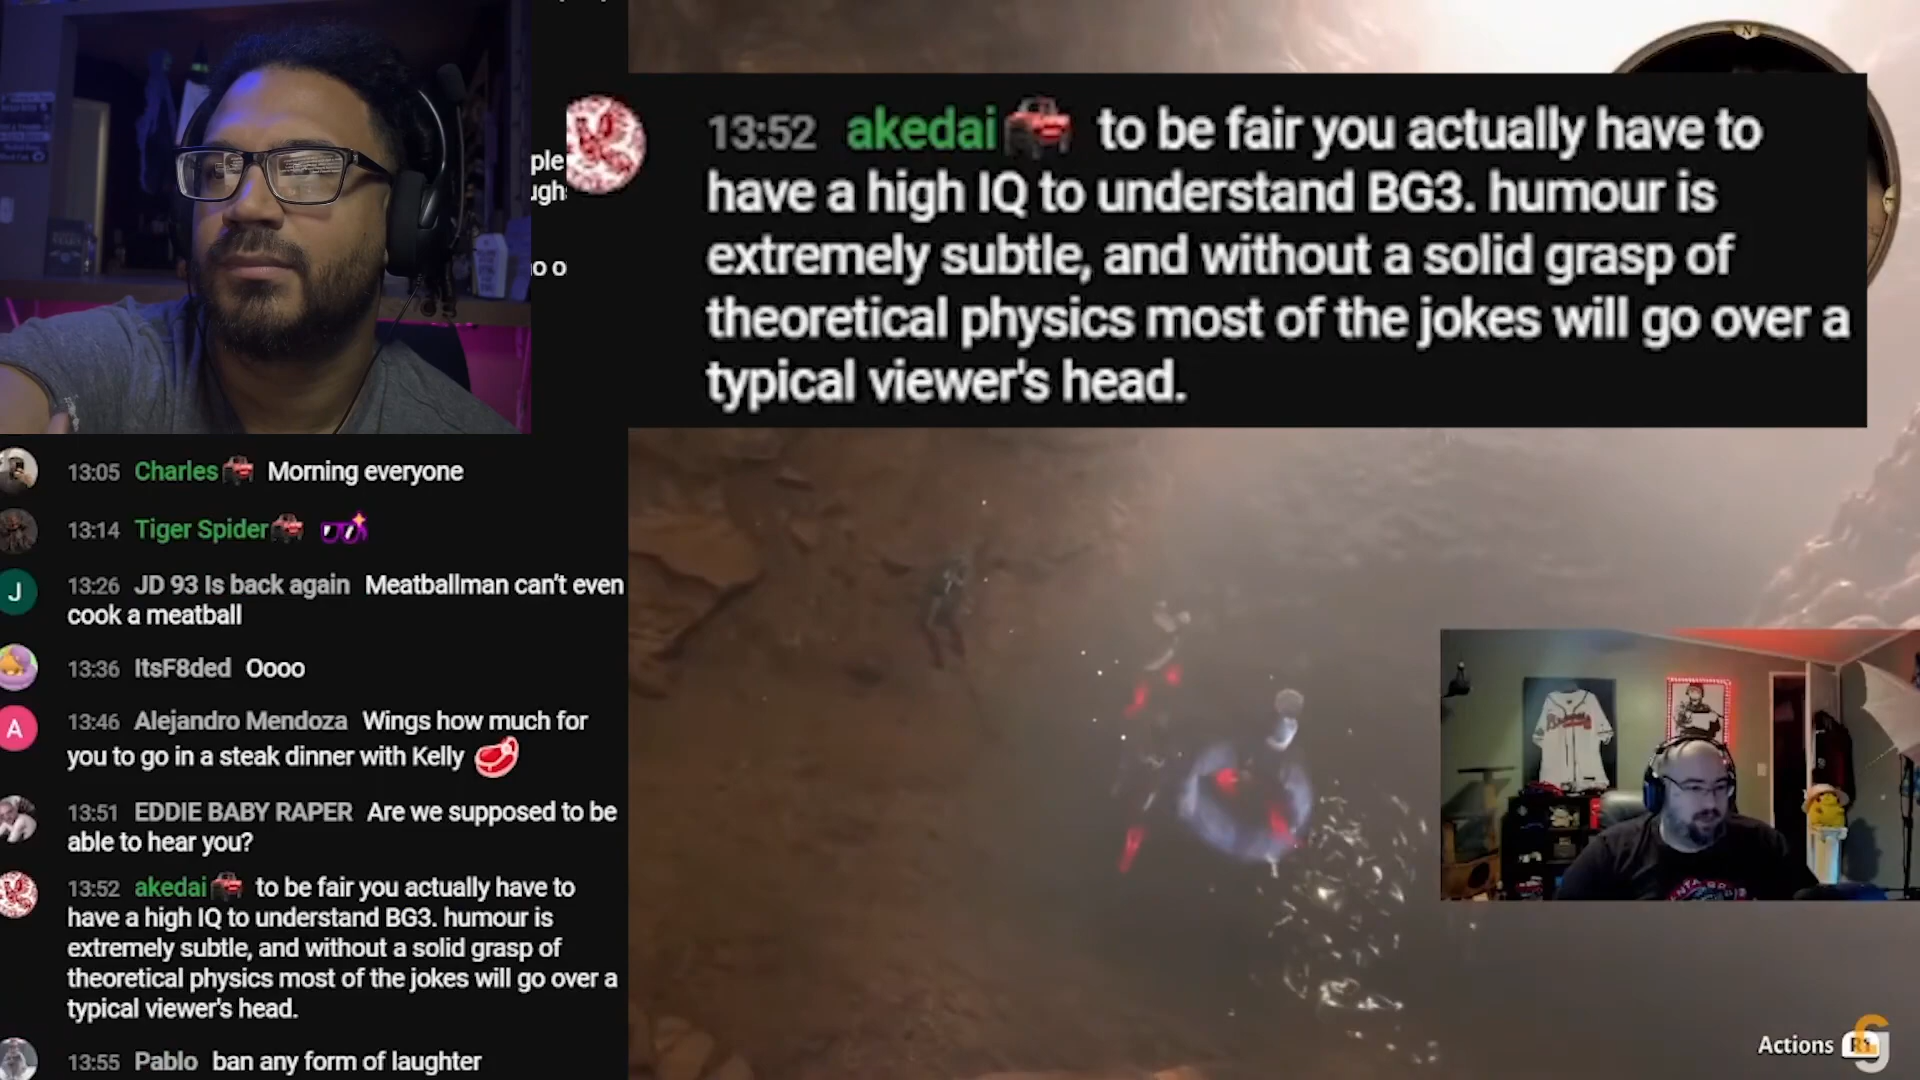 13:52 akedai to be fair you actually have to
have a high IQ to understand BG3. humour is
extremely subtle, and without a solid grasp of
theoretical physics most of the jokes will go over a
typical viewer's head.
N
no o
13:05 Charles Morning everyone
13:14 Tiger Spider
J
13:26 JD 93 Is back again Meatballman can't even
cook a meatball
13:36 ItsF8ded Oooo
A
13:46 Alejandro Mendoza Wings how much for
you to go in a steak dinner with Kelly
13:51 EDDIE BABY RAPER Are we supposed to be
able to hear you?
13:52 akedai to be fair you actually have to
have a high IQ to understand BG3. humour is
extremely subtle, and without a solid grasp of
theoretical physics most of the jokes will go over a
typical viewer's head.
13:55 Pablo ban any form of laughter
Braves
Actions R1